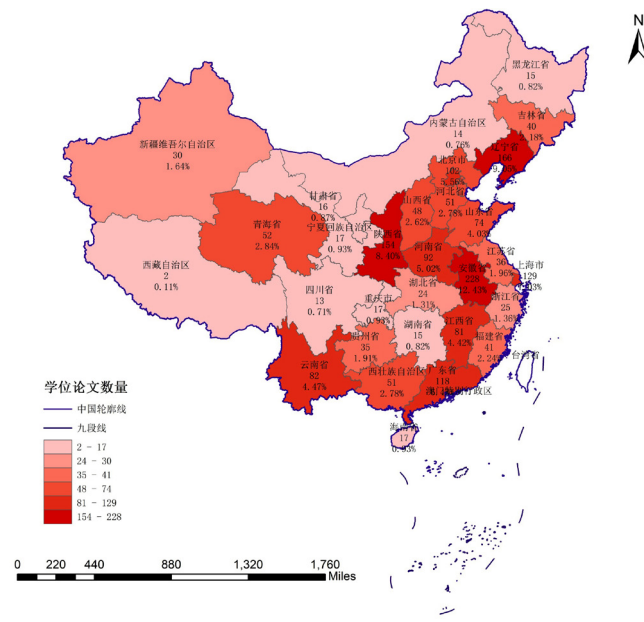 N
黑龙江省
15
0.82%
吉林省
40
.18%
内蒙古自治区
14
0.76%
辽宁省
166
新疆维吾尔自治区
30
1.64%
北京市
102
5.56%
河北省
51
2.78%
甘肃省
16
0.87%
山西省
48
2.62%
山东省
74
4.03%
宁夏回族自治区
17
0.93%
青海省
52
2.84%
陕西省
8.40%
河南省
92
5.02%
江苏省
36
1.96%
上海市
129
安徽省
228
12.43%
西藏自治区
2
0.11%
四川省
13
0.71%
重庆市
17
0.93%
湖北省
24
1.31%
浙江省
25
1.36%
湖南省
15
0.82%
江西省
81
4.42%
贵州省
35
1.91%
福建省
41
2.24%
台湾省
云南省
82
4.47%
广西壮族自治区
51
2.78%
广东省
118
海南省
17
0.93%
学位论文数量
中国轮廓线
九段线
2 - 17
24 - 30
35 - 41
48 - 74
81 - 129
154 - 228
0 220 440 880 1,320 1,760
Miles